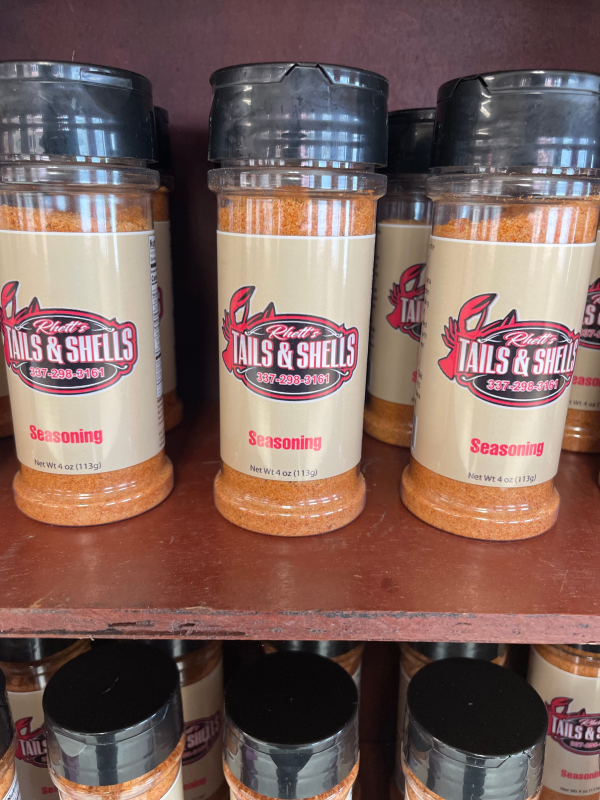 Rhett's
TAILS & SHELLS
337-298-3161
Seasoning
Net Wt 4 oz (113g)
Rhett's
TAILS & SHELLS
337-298-3161
Seasoning
Net Wt 4 oz (113g)
Rhett's
TAILS & SHELLS
337-298-3161
Seasoning
Net Wt 4 oz (113g)